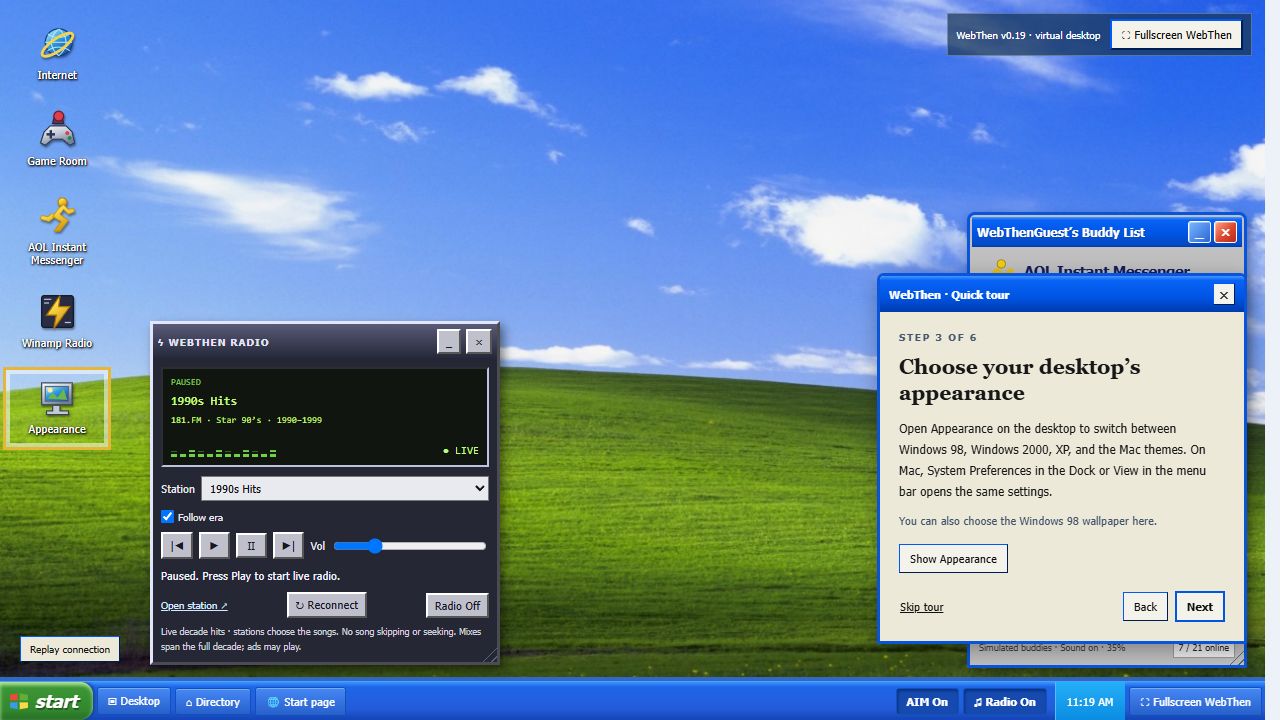 WebThen v0.19 · virtual desktop
⛶ Fullscreen WebThen
Internet
Game Room
AOL Instant
Messenger
Winamp Radio
Appearance
Replay connection
ϟ WEBTHEN RADIO
PAUSED
1990s Hits
181.FM · Star 90's · 1990–1999
● LIVE
Station
1990s Hits
Follow era
Vol
Paused. Press Play to start live radio.
Open station ↗
↻ Reconnect
Radio Off
Live decade hits · stations choose the songs. No song skipping or seeking. Mixes
span the full decade; ads may play.
WebThenGuest's Buddy List
AOL Instant Messenger
WebThen · Quick tour
STEP 3 OF 6
Choose your desktop’s
appearance
Open Appearance on the desktop to switch between
Windows 98, Windows 2000, XP, and the Mac themes. On
Mac, System Preferences in the Dock or View in the menu
bar opens the same settings.
You can also choose the Windows 98 wallpaper here.
Show Appearance
Skip tour
Back
Next
Simulated buddies · Sound on · 35%
7 / 21 online
start
Desktop
⌂ Directory
Start page
AIM On
♫ Radio On
11:19 AM
⛶ Fullscreen WebThen